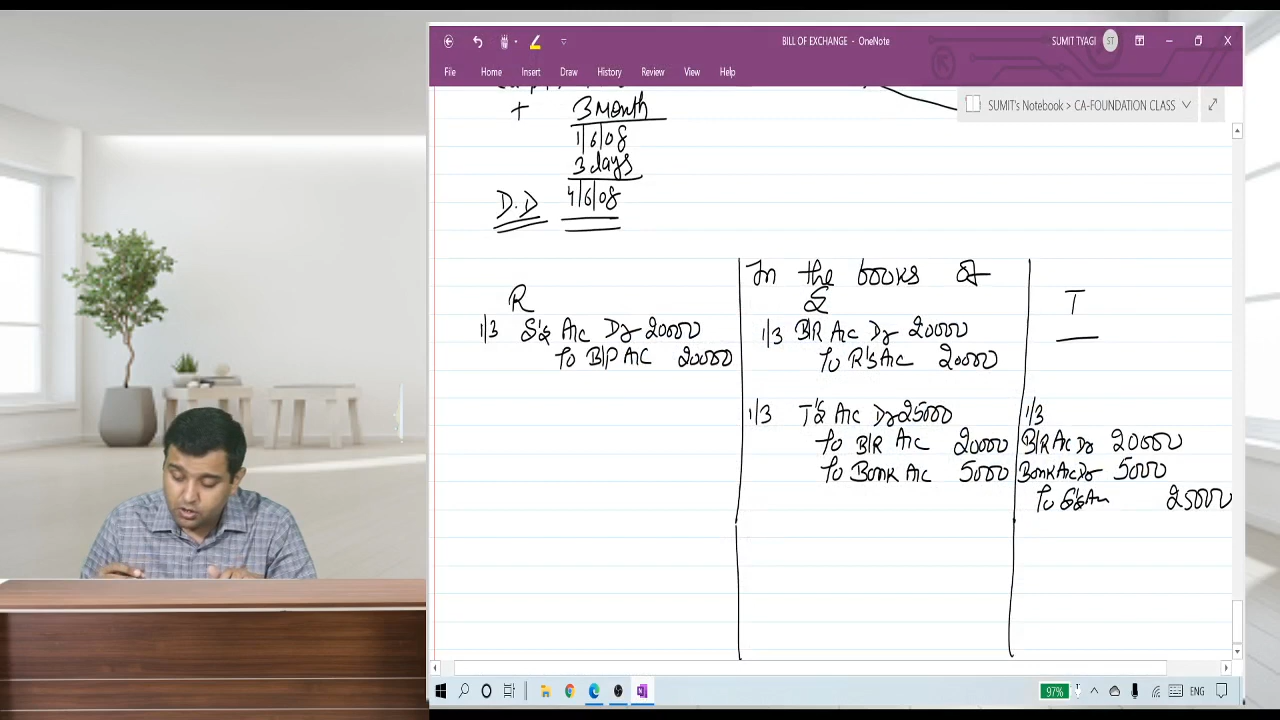 BILL OF EXCHANGE - OneNote
SUMIT TYAGI ST
File Home Insert Draw History Review View Help
SUMIT's Notebook > CA-FOUNDATION CLASS
+ 3 Month
1/6/08
3 days
D.D 4/6/08
In the books of
R
S
T
1/3 S's A/c Dr 20000
To B/P A/C 20000
1/3 B/R A/c Dr 20000
To R's A/c 20000
1/3 T's A/c Dr 25000
To B/R A/c 20000
To Bank A/c 5000
1/3
B/R A/c Dr 20000
Bank A/c Dr 5000
To S's A/c 25000
97%
ENG